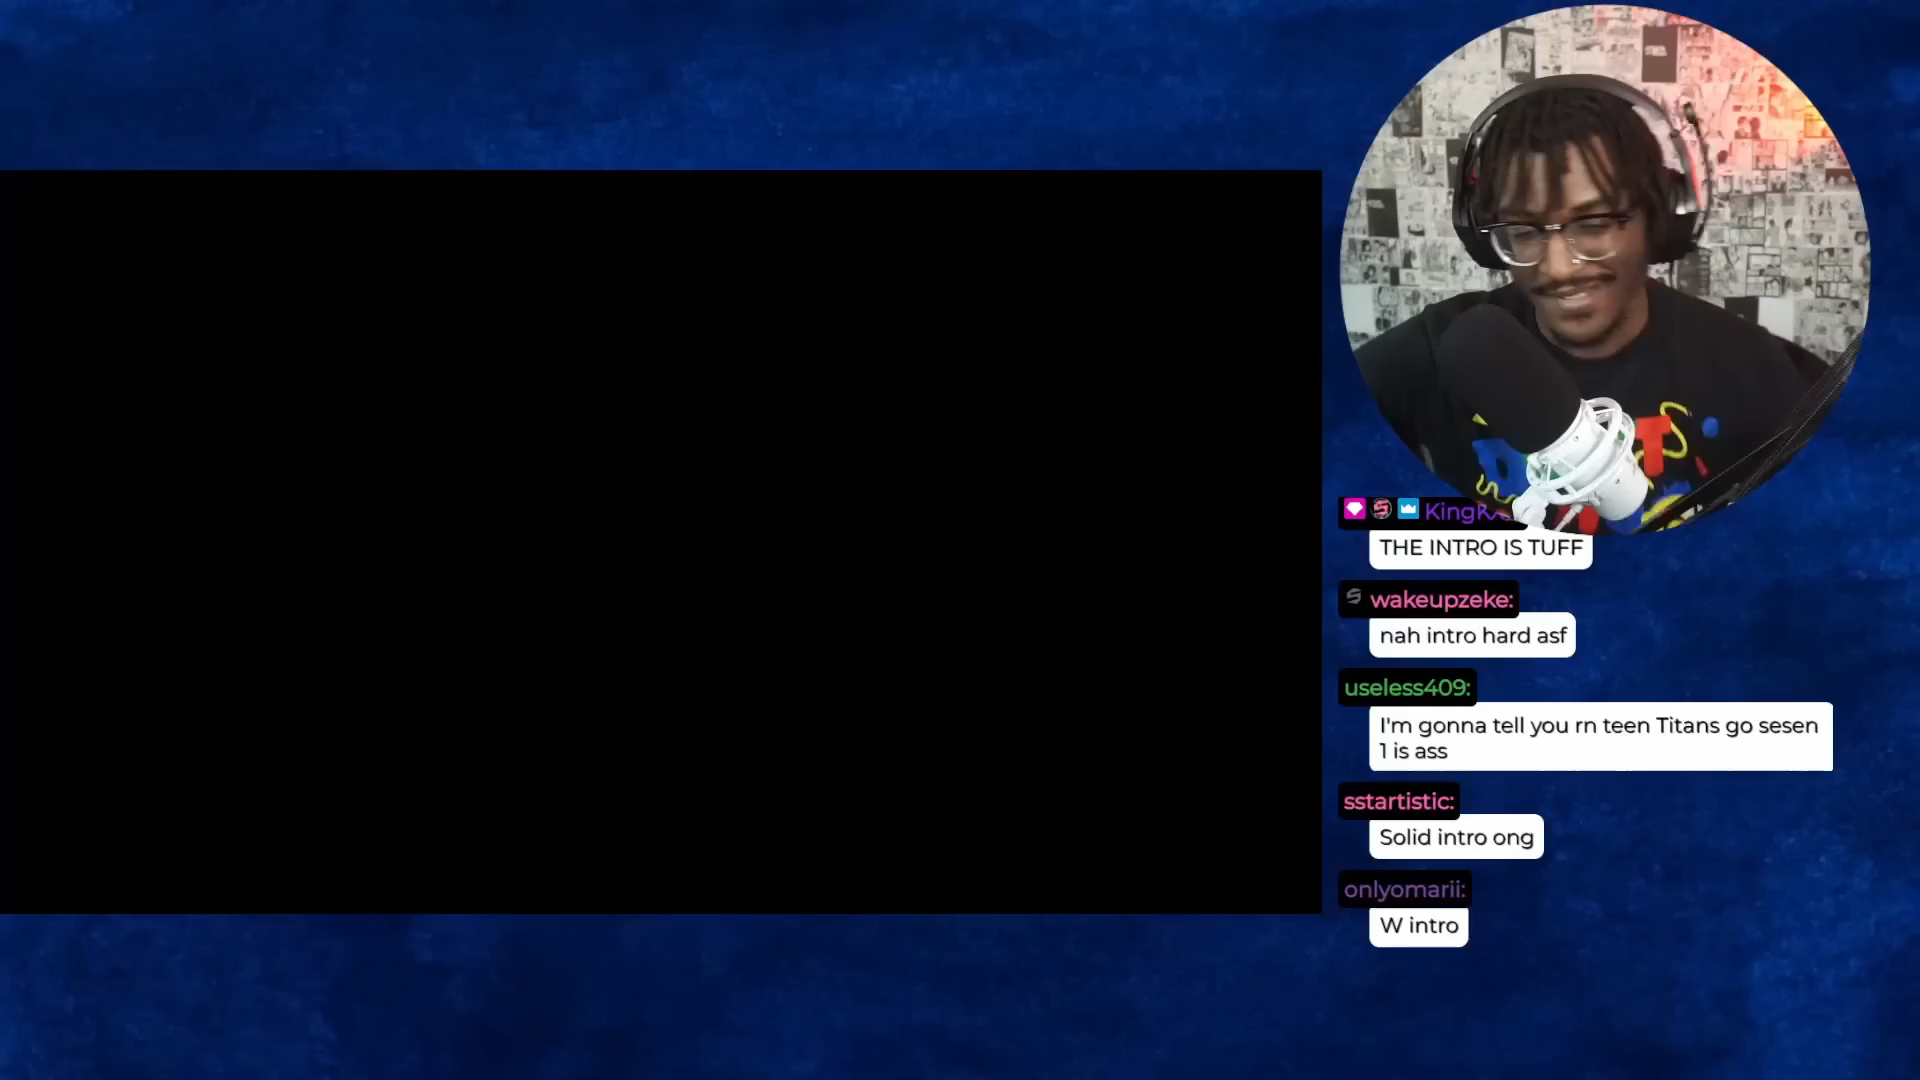 THE INTRO IS TUFF
wakeupzeke:
nah intro hard asf
useless409:
I'm gonna tell you rn teen Titans go sesen
1 is ass
sstartistic:
Solid intro ong
onlyomarii:
W intro